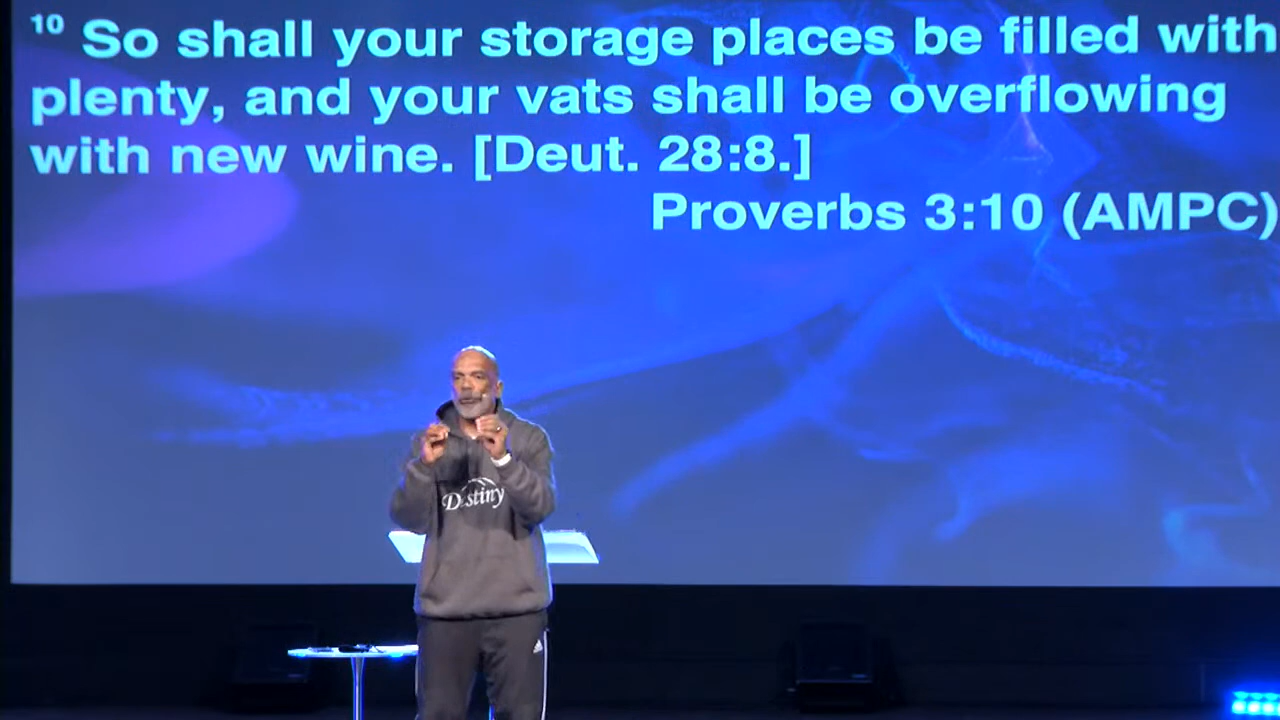 10 So shall your storage places be filled with
plenty, and your vats shall be overflowing
with new wine. [Deut. 28:8.]
Proverbs 3:10 (AMPC)
Destiny